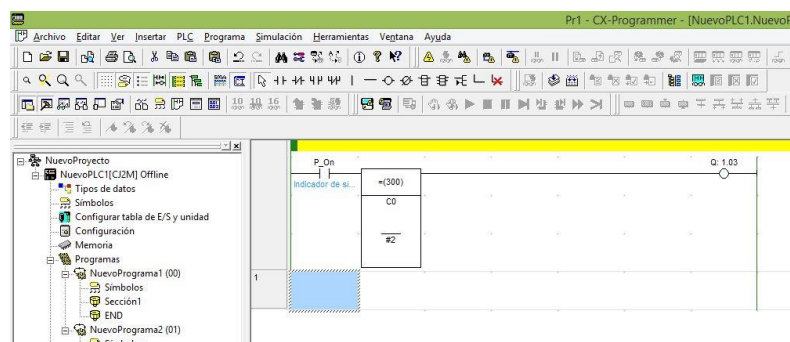 Pr1 - CX-Programmer - [NuevoPLC1.NuevoP
Archivo Editar Ver Insertar PLC Programa Simulación Herramientas Ventana Ayuda
NuevoProyecto
NuevoPLC1[CJ2M] Offline
Tipos de datos
Símbolos
Configurar tabla de E/S y unidad
Configuración
Memoria
Programas
NuevoPrograma1 (00)
Símbolos
Sección1
END
NuevoPrograma2 (01)
P_On
Indicador de si...
=(300)
C0
#2
Q: 1.03
1